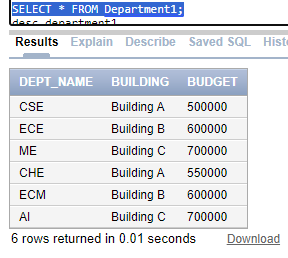 SELECT * FROM Department1;
desc department1
Results Explain Describe Saved SQL
DEPT_NAME BUILDING BUDGET
CSE Building A 500000
ECE Building B 600000
ME Building C 700000
CHE Building A 550000
ECM Building B 600000
AI Building C 700000
6 rows returned in 0.01 seconds Download